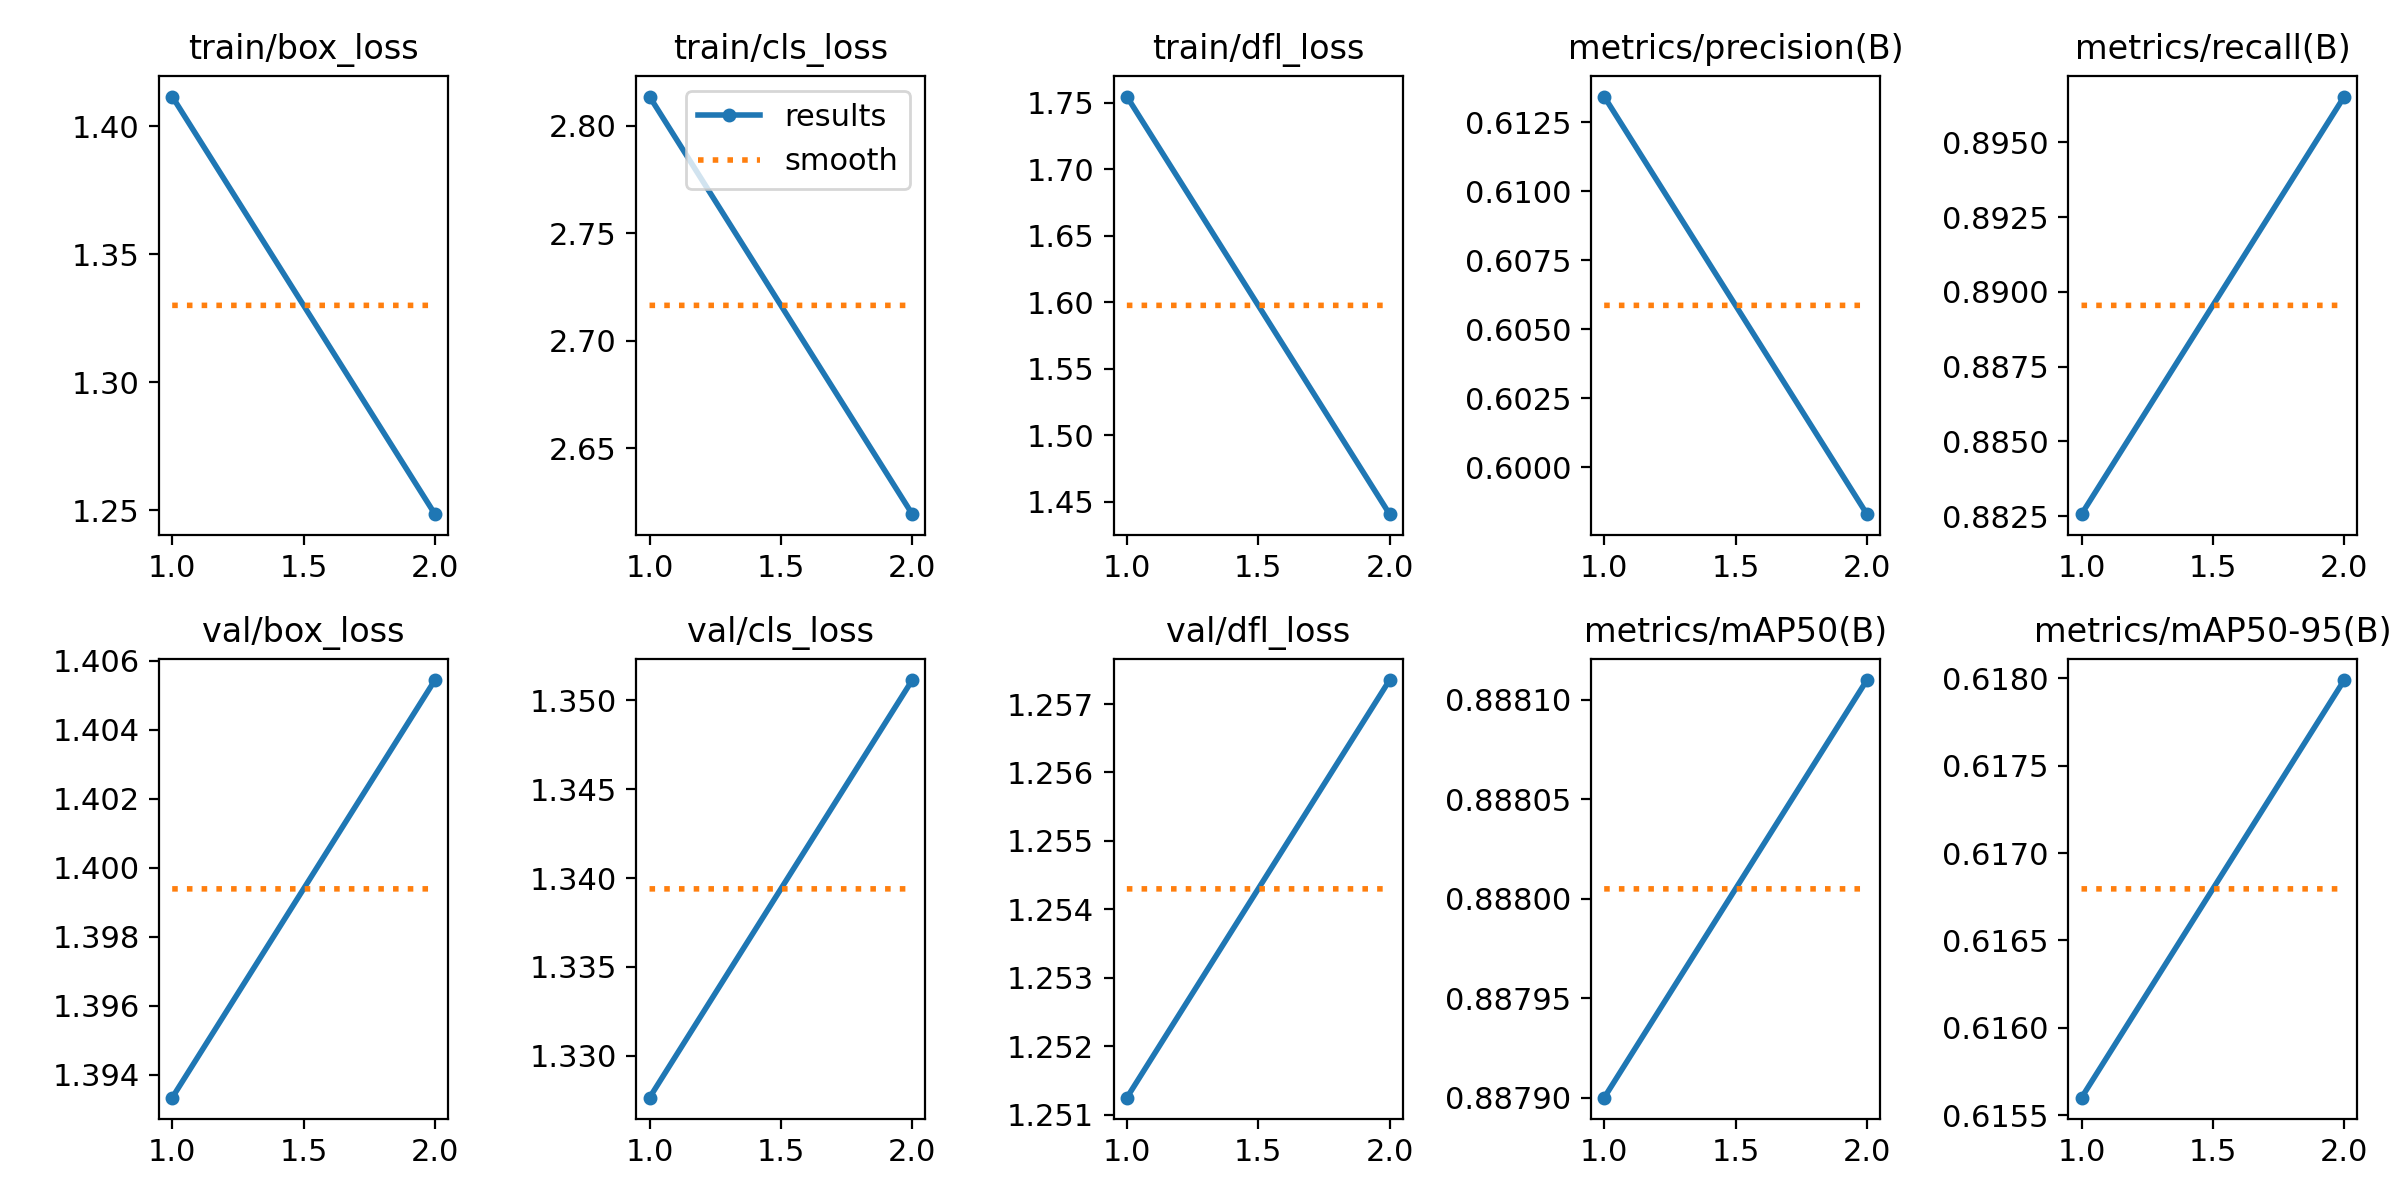 train/box_loss
1.40
1.35
1.30
1.25
1.0 1.5 2.0
train/cls_loss
results
smooth
2.80
2.75
2.70
2.65
1.0 1.5 2.0
train/dfl_loss
1.75
1.70
1.65
1.60
1.55
1.50
1.45
1.0 1.5 2.0
metrics/precision(B)
0.6125
0.6100
0.6075
0.6050
0.6025
0.6000
1.0 1.5 2.0
metrics/recall(B)
0.8950
0.8925
0.8900
0.8875
0.8850
0.8825
1.0 1.5 2.0
val/box_loss
1.406
1.404
1.402
1.400
1.398
1.396
1.394
1.0 1.5 2.0
val/cls_loss
1.350
1.345
1.340
1.335
1.330
1.0 1.5 2.0
val/dfl_loss
1.257
1.256
1.255
1.254
1.253
1.252
1.251
1.0 1.5 2.0
metrics/mAP50(B)
0.88810
0.88805
0.88800
0.88795
0.88790
1.0 1.5 2.0
metrics/mAP50-95(B)
0.6180
0.6175
0.6170
0.6165
0.6160
0.6155
1.0 1.5 2.0